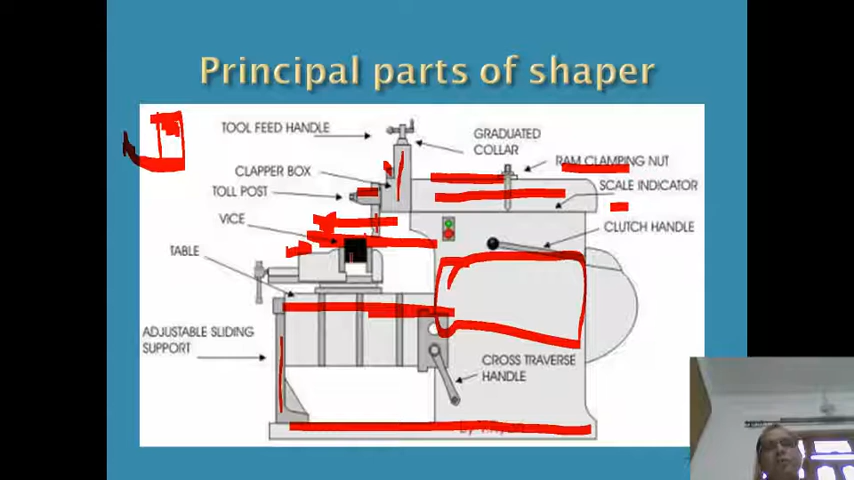 Principal parts of shaper
TOOL FEED HANDLE
GRADUATED
COLLAR
RAM CLAMPING NUT
CLAPPER BOX
SCALE INDICATOR
TOLL POST
VICE
CLUTCH HANDLE
TABLE
ADJUSTABLE SLIDING
SUPPORT
CROSS TRAVERSE
HANDLE